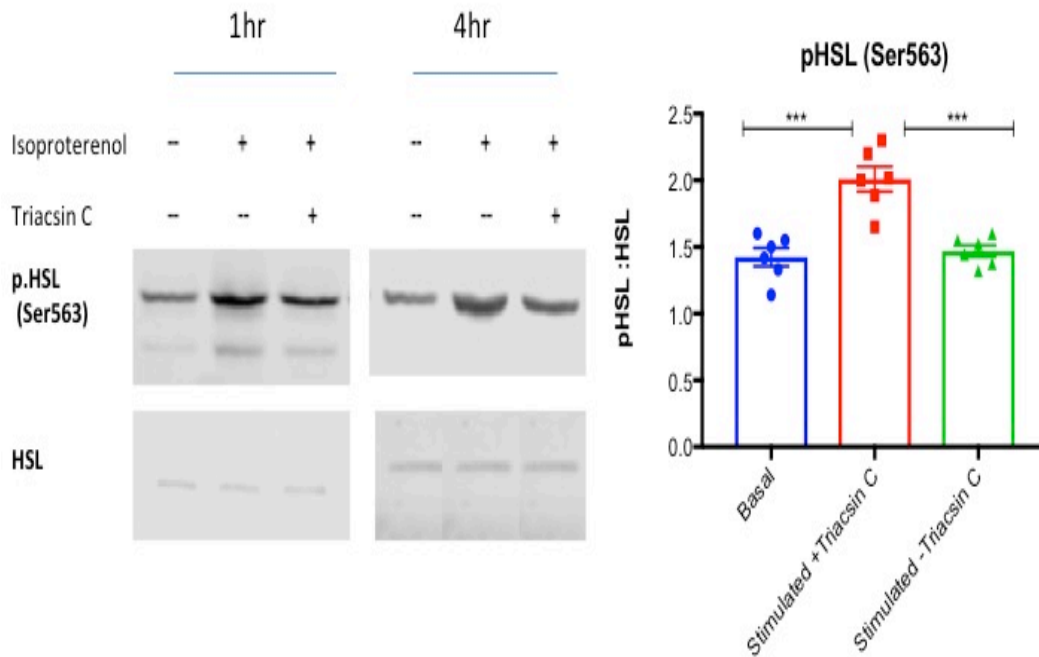 1hr 4hr
Isoproterenol -- + + -- + +
Triacsin C -- -- + -- -- +
p.HSL
(Ser563)
HSL
pHSL (Ser563)
*** ***
2.5
2.0
1.5
1.0
0.5
0.0
pHSL :HSL
Basal
Stimulated +Triacsin C
Stimulated -Triacsin C